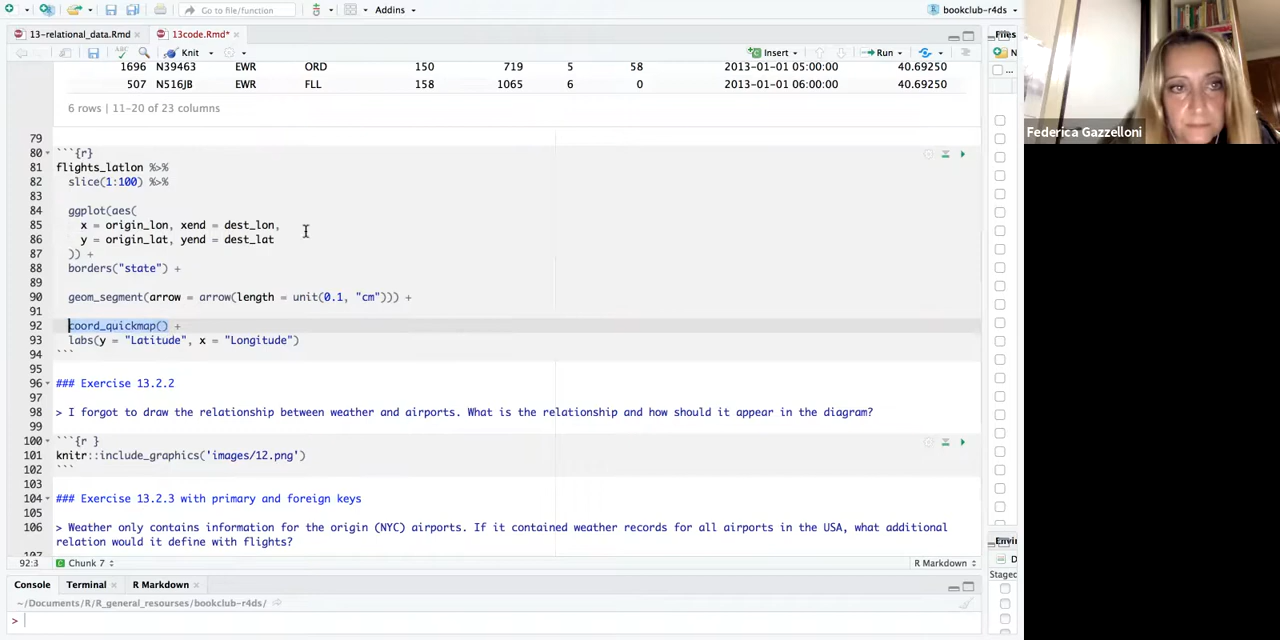 Go to file/function
Addins
bookclub-r4ds
13-relational_data.Rmd
13code.Rmd*
Files
Knit
Insert
Run
N
...
1696 N39463 EWR ORD 150 719 5 58 2013-01-01 05:00:00 40.69250
507 N516JB EWR FLL 158 1065 6 0 2013-01-01 06:00:00 40.69250
6 rows | 11-20 of 23 columns
Federica Gazzelloni
79
80 ```{r}
81 flights_latlon %>%
82 slice(1:100) %>%
83
84 ggplot(aes(
85 x = origin_lon, xend = dest_lon,
86 y = origin_lat, yend = dest_lat
87 )) +
88 borders("state") +
89
90 geom_segment(arrow = arrow(length = unit(0.1, "cm"))) +
91
92 coord_quickmap() +
93 labs(y = "Latitude", x = "Longitude")
94 ```
95
96 ### Exercise 13.2.2
97
98 > I forgot to draw the relationship between weather and airports. What is the relationship and how should it appear in the diagram?
99
100 ```{r }
101 knitr::include_graphics('images/12.png')
102 ```
103
104 ### Exercise 13.2.3 with primary and foreign keys
105
106 > Weather only contains information for the origin (NYC) airports. If it contained weather records for all airports in the USA, what additional
relation would it define with flights?
107
92:3 Chunk 7 R Markdown
Envir
D
Console Terminal R Markdown
Staged
~/Documents/R/R_general_resourses/bookclub-r4ds/
>